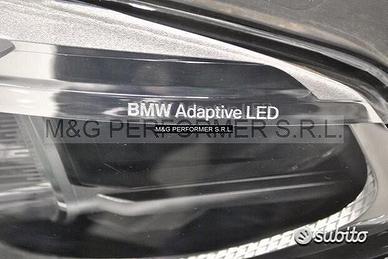 BMW Adaptive LED
M&G PERFORMER S.R.L.
M&G PERFORMER S.R.L.
subito